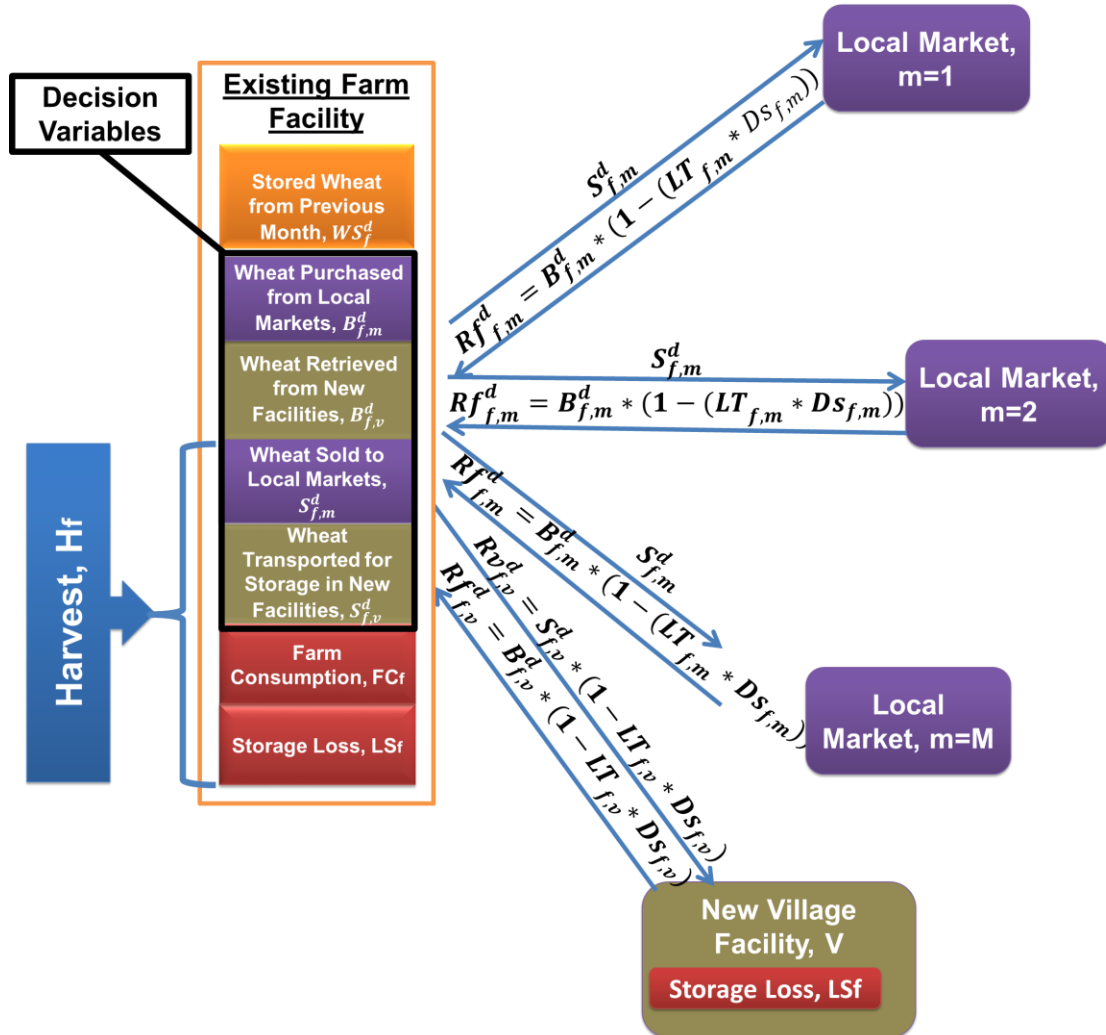 Decision
Variables
Existing Farm
Facility
Stored Wheat
from Previous
Month, $WS_f^d$
Wheat Purchased
from Local
Markets, $B_{f,m}^d$
Wheat Retrieved
from New
Facilities, $B_{f,v}^d$
Wheat Sold to
Local Markets,
$S_{f,m}^d$
Wheat
Transported for
Storage in New
Facilities, $S_{f,v}^d$
Farm
Consumption, FCf
Storage Loss, LSf
Harvest, Hf
$S_{f,m}^d$
$Rf_{f,m}^d = B_{f,m}^d * (1 - (LT_{f,m} * Ds_{f,m}))$
Local Market,
m=1
$S_{f,m}^d$
$Rf_{f,m}^d = B_{f,m}^d * (1 - (LT_{f,m} * Ds_{f,m}))$
Local Market,
m=2
$S_{f,m}^d$
$Rf_{f,m}^d = B_{f,m}^d * (1 - (LT_{f,m} * Ds_{f,m}))$
Local
Market, m=M
$Rv_{f,v}^d = S_{f,v}^d * (1 - LT_{f,v} * Ds_{f,v})$
$Rf_{f,v}^d = B_{f,v}^d * (1 - LT_{f,v} * Ds_{f,v})$
New Village
Facility, V
Storage Loss, LSf